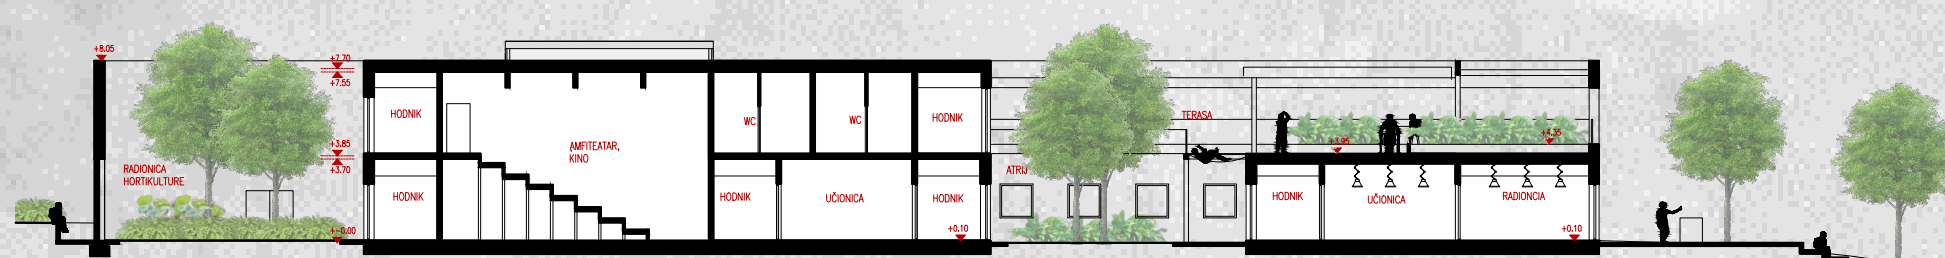 +8.05
+7.70
+7.55
+3.85
+3.70
+-0.00
RADIONICA
HORTIKULTURE
HODNIK
HODNIK
AMFITEATAR,
KINO
WC
WC
HODNIK
HODNIK
UČIONICA
HODNIK
+0.10
ATRIJ
TERASA
+3.95
+4.35
HODNIK
UČIONICA
RADIONCIA
+0.10